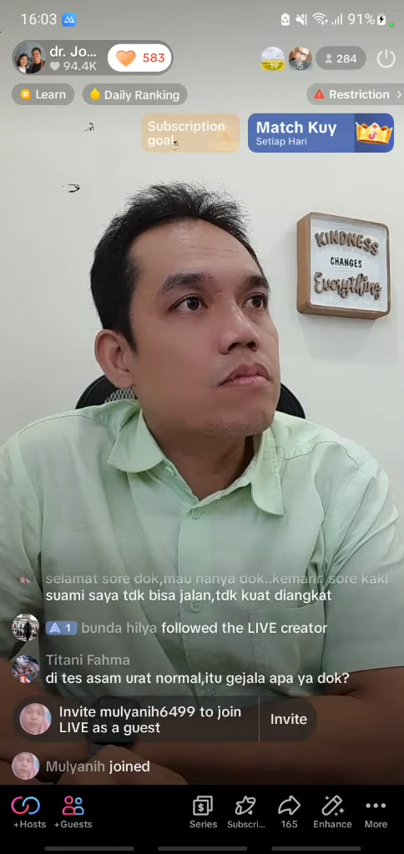 16:03
91%
dr. Jo...
94.4K
583
19
5
284
Learn
Daily Ranking
Restriction
Subscription
goal
Match Kuy
Setiap Hari
KINDNESS
CHANGES
Everything
selamat sore dok,mau nanya dok..kemarin sore kaki
suami saya tdk bisa jalan,tdk kuat diangkat
1 bunda hilya followed the LIVE creator
Titani Fahma
di tes asam urat normal,itu gejala apa ya dok?
Invite mulyanih6499 to join
LIVE as a guest
Invite
Mulyanih joined
+Hosts
+Guests
Series
Subscri...
165
Enhance
More